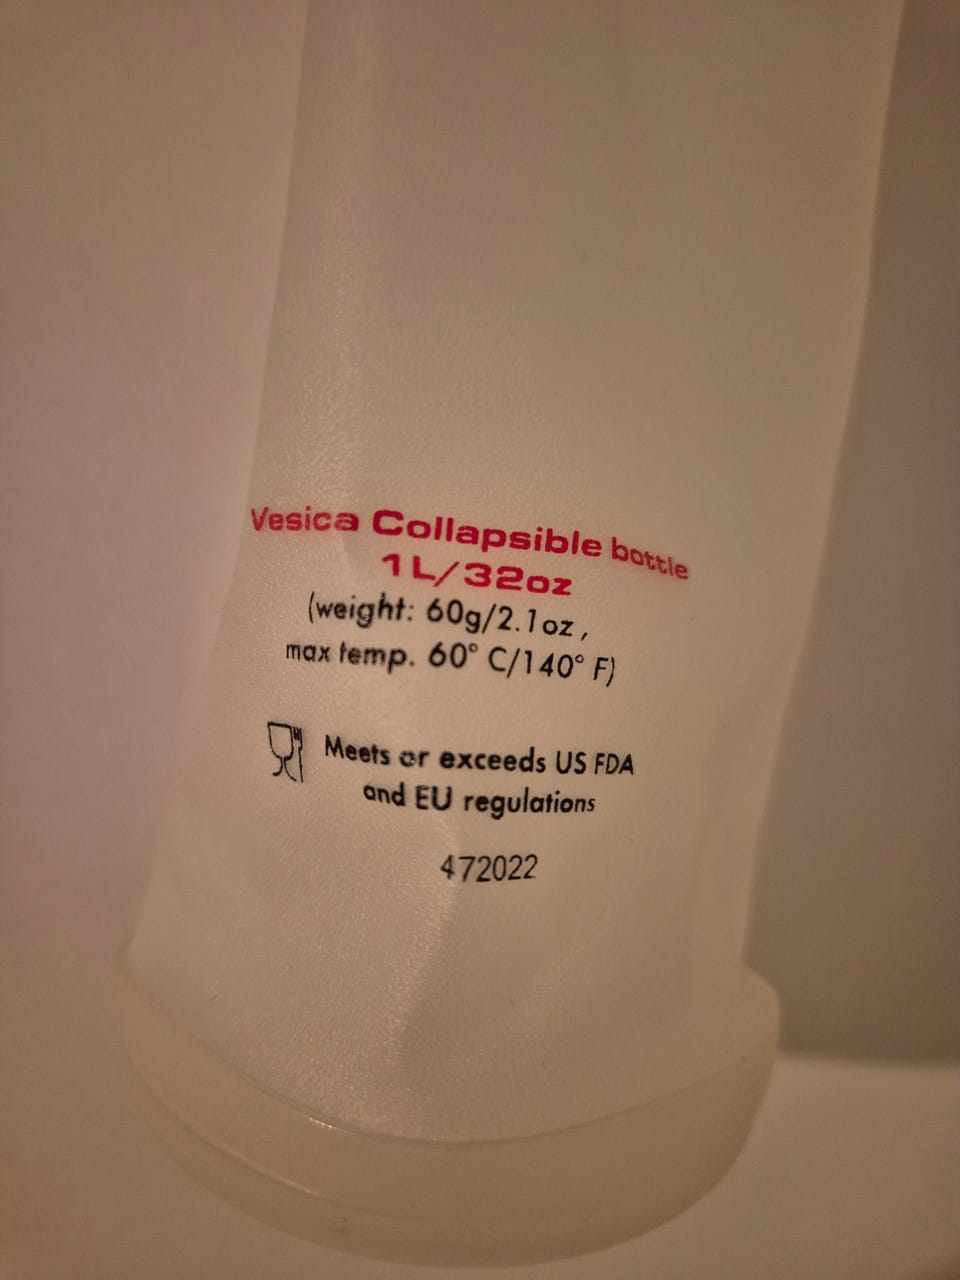 Vesica Collapsible bottle
1L/32oz
(weight: 60g/2.1oz,
max temp. 60° C/140° F)
Meets or exceeds US FDA
and EU regulations
472022